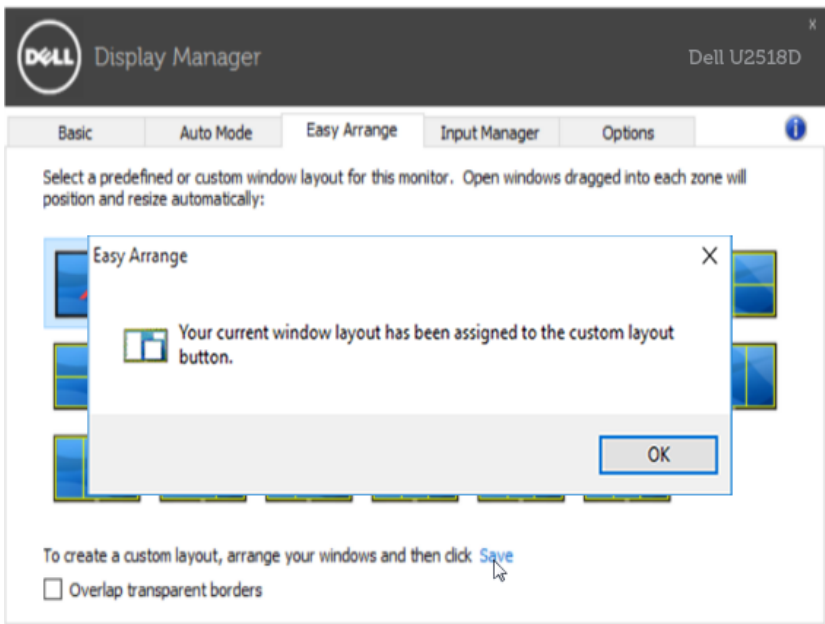 DELL
Display Manager
x
Dell U2518D
Basic
Auto Mode
Easy Arrange
Input Manager
Options
i
Select a predefined or custom window layout for this monitor. Open windows dragged into each zone will
position and resize automatically:
Easy Arrange
Your current window layout has been assigned to the custom layout
button.
OK
To create a custom layout, arrange your windows and then click Save
Overlap transparent borders